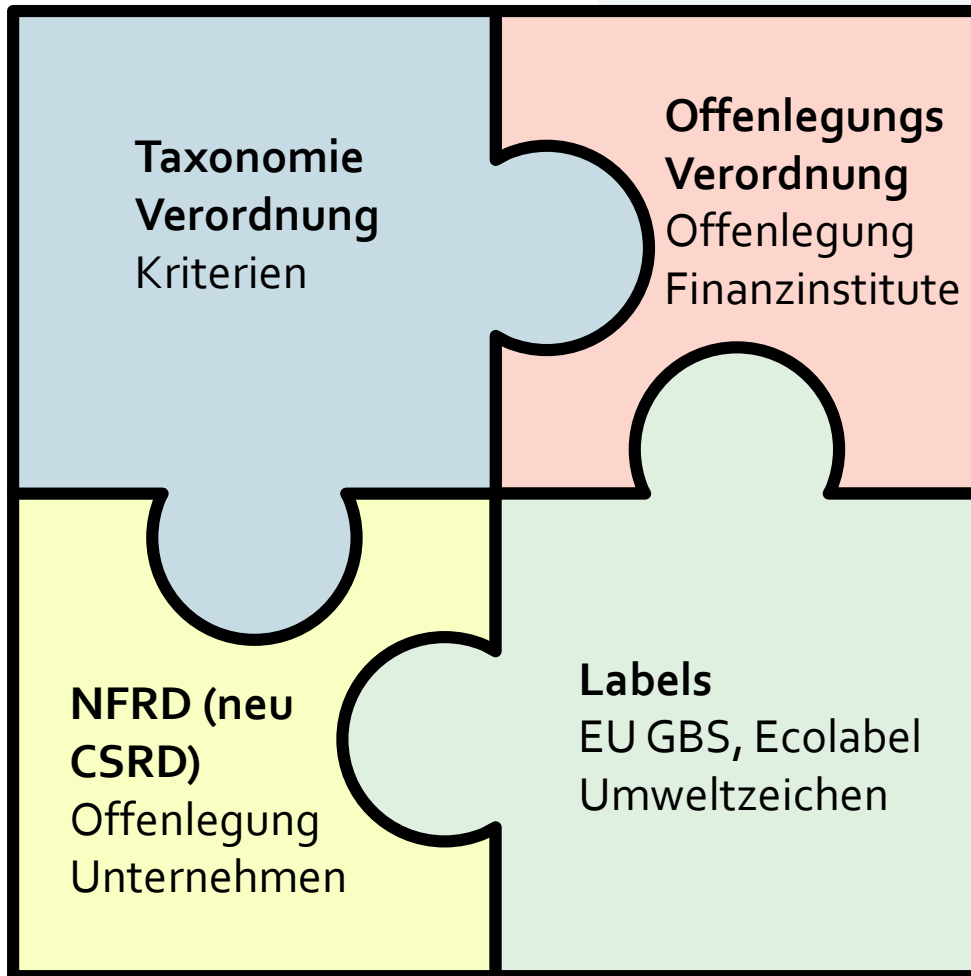 Taxonomie
Verordnung
Kriterien
Offenlegungs
Verordnung
Offenlegung
Finanzinstitute
NFRD (neu
CSRD)
Offenlegung
Unternehmen
Labels
EU GBS, Ecolabel
Umweltzeichen